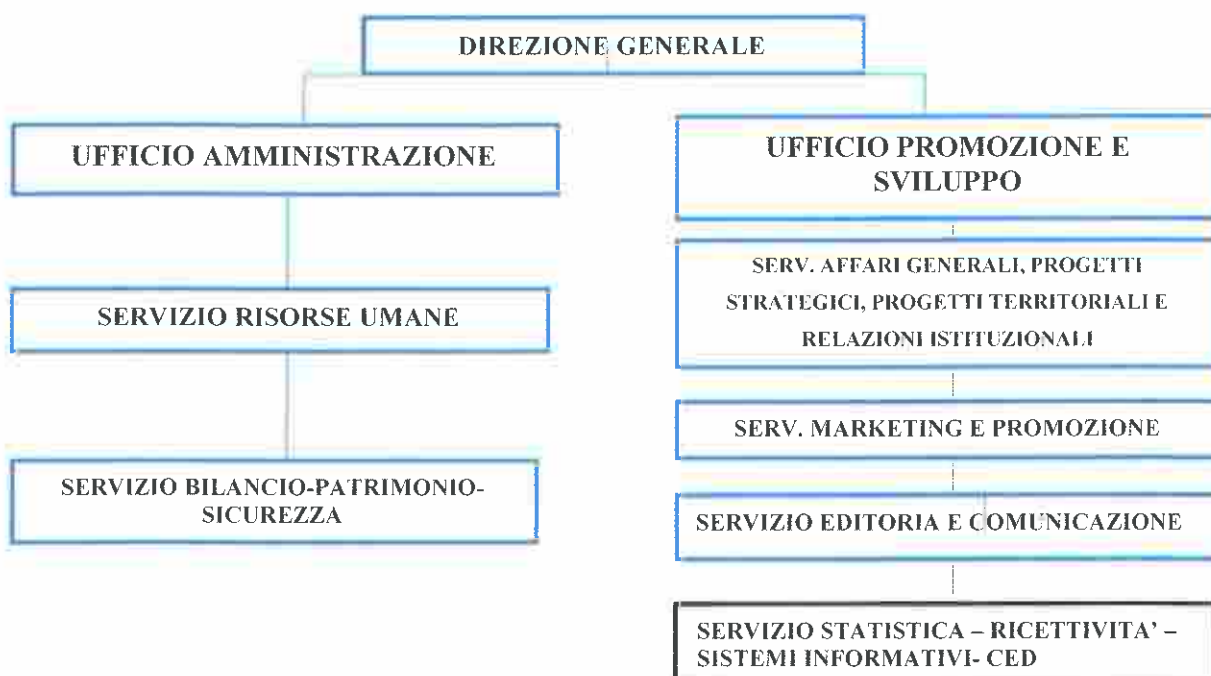 DIREZIONE GENERALE
UFFICIO AMMINISTRAZIONE
SERVIZIO RISORSE UMANE
SERVIZIO BILANCIO-PATRIMONIO-
SICUREZZA
UFFICIO PROMOZIONE E
SVILUPPO
SERV. AFFARI GENERALI, PROGETTI
STRATEGICI, PROGETTI TERRITORIALI E
RELAZIONI ISTITUZIONALI
SERV. MARKETING E PROMOZIONE
SERVIZIO EDITORIA E COMUNICAZIONE
SERVIZIO STATISTICA – RICETTIVITA’ –
SISTEMI INFORMATIVI- CED